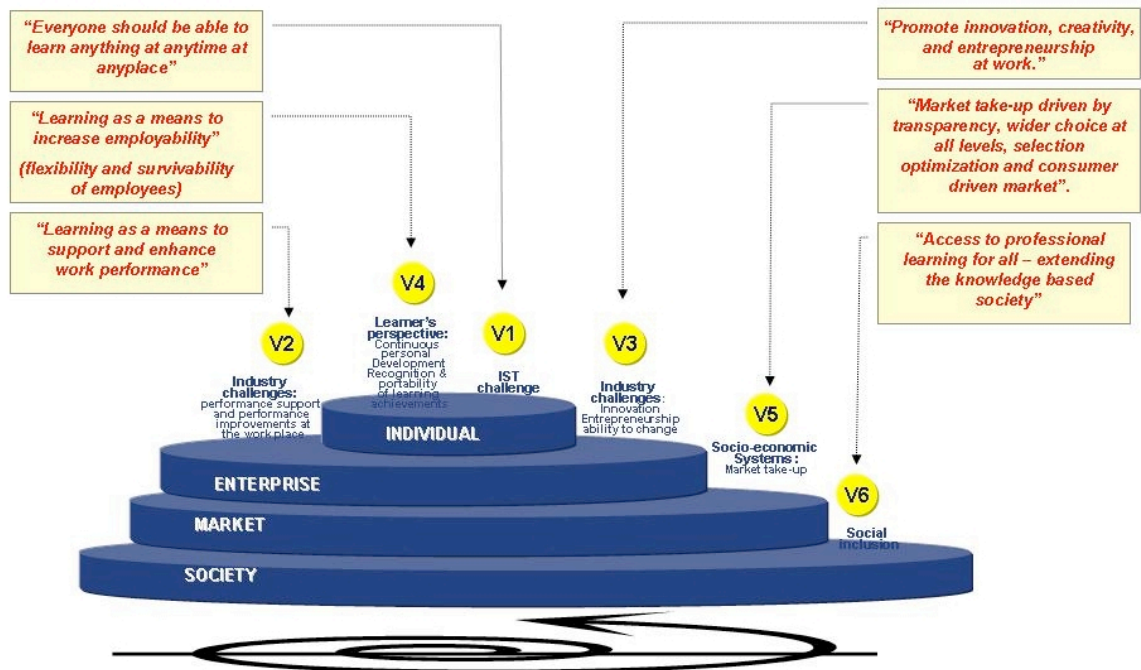 “Everyone should be able to
learn anything at anytime at
anyplace”
“Learning as a means to
increase employability”
(flexibility and survivability
of employees)
“Learning as a means to
support and enhance
work performance”
“Promote innovation, creativity,
and entrepreneurship
at work.”
“Market take-up driven by
transparency, wider choice at
all levels, selection
optimization and consumer
driven market”.
“Access to professional
learning for all – extending
the knowledge based
society”
V2
Industry
challenges:
performance support
and performance
improvements at
the work place
V4
Learner's
perspective:
Continuous
personal
Development
Recognition &
portability
of learning
achievements
V1
IST
challenge
V3
Industry
challenges:
Innovation
Entrepreneurship
ability to change
V5
Socio-economic
Systems :
Market take-up
V6
Social
inclusion
INDIVIDUAL
ENTERPRISE
MARKET
SOCIETY